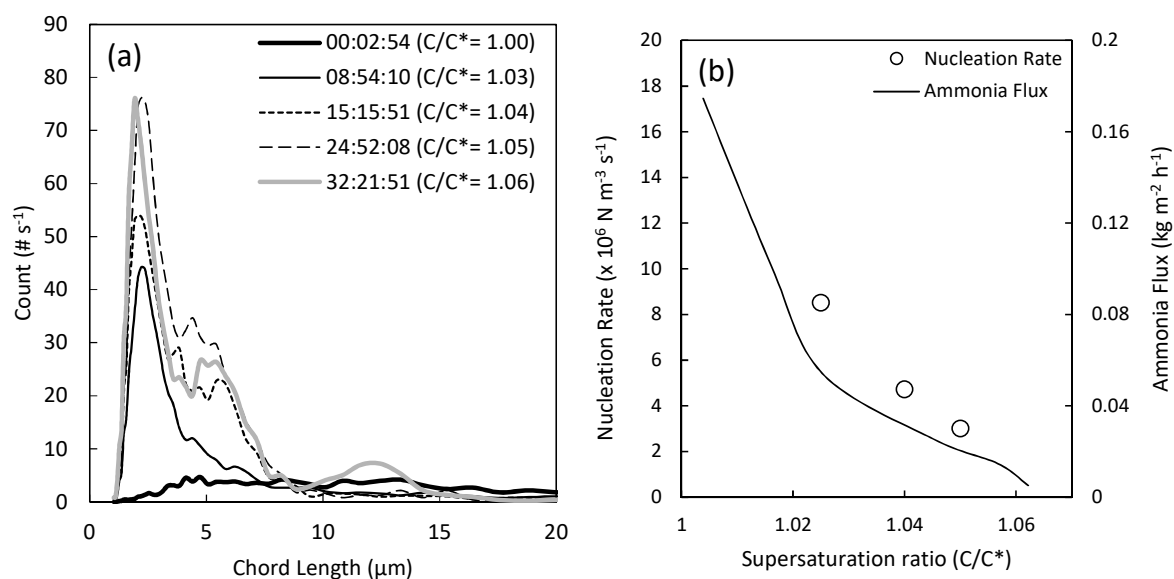 (a)
00:02:54 (C/C*= 1.00)
08:54:10 (C/C*= 1.03)
15:15:51 (C/C*= 1.04)
24:52:08 (C/C*= 1.05)
32:21:51 (C/C*= 1.06)
90
80
70
60
50
40
30
20
10
0
Count (# s-1)
0
5
10
15
20
Chord Length (µm)
(b)
Nucleation Rate
Ammonia Flux
20
18
16
14
12
10
8
6
4
2
0
Nucleation Rate (x 10⁶ N m⁻³ s⁻¹)
0.2
0.16
0.12
0.08
0.04
0
Ammonia Flux (kg m⁻² h⁻¹)
1
1.02
1.04
1.06
Supersaturation ratio (C/C*)